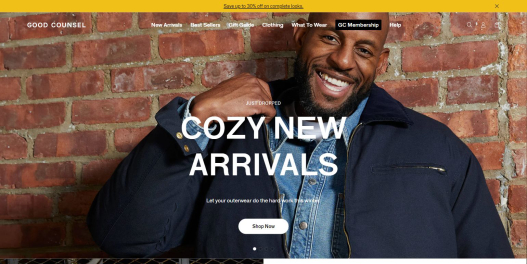 Save up to 30% off on complete looks.
GOOD COUNSEL
New Arrivals
Best Sellers
Gift Guide
Clothing
What To Wear
GC Membership
Help
JUST DROPPED
COZY NEW
ARRIVALS
Let your outerwear do the hard work this winter.
Shop Now